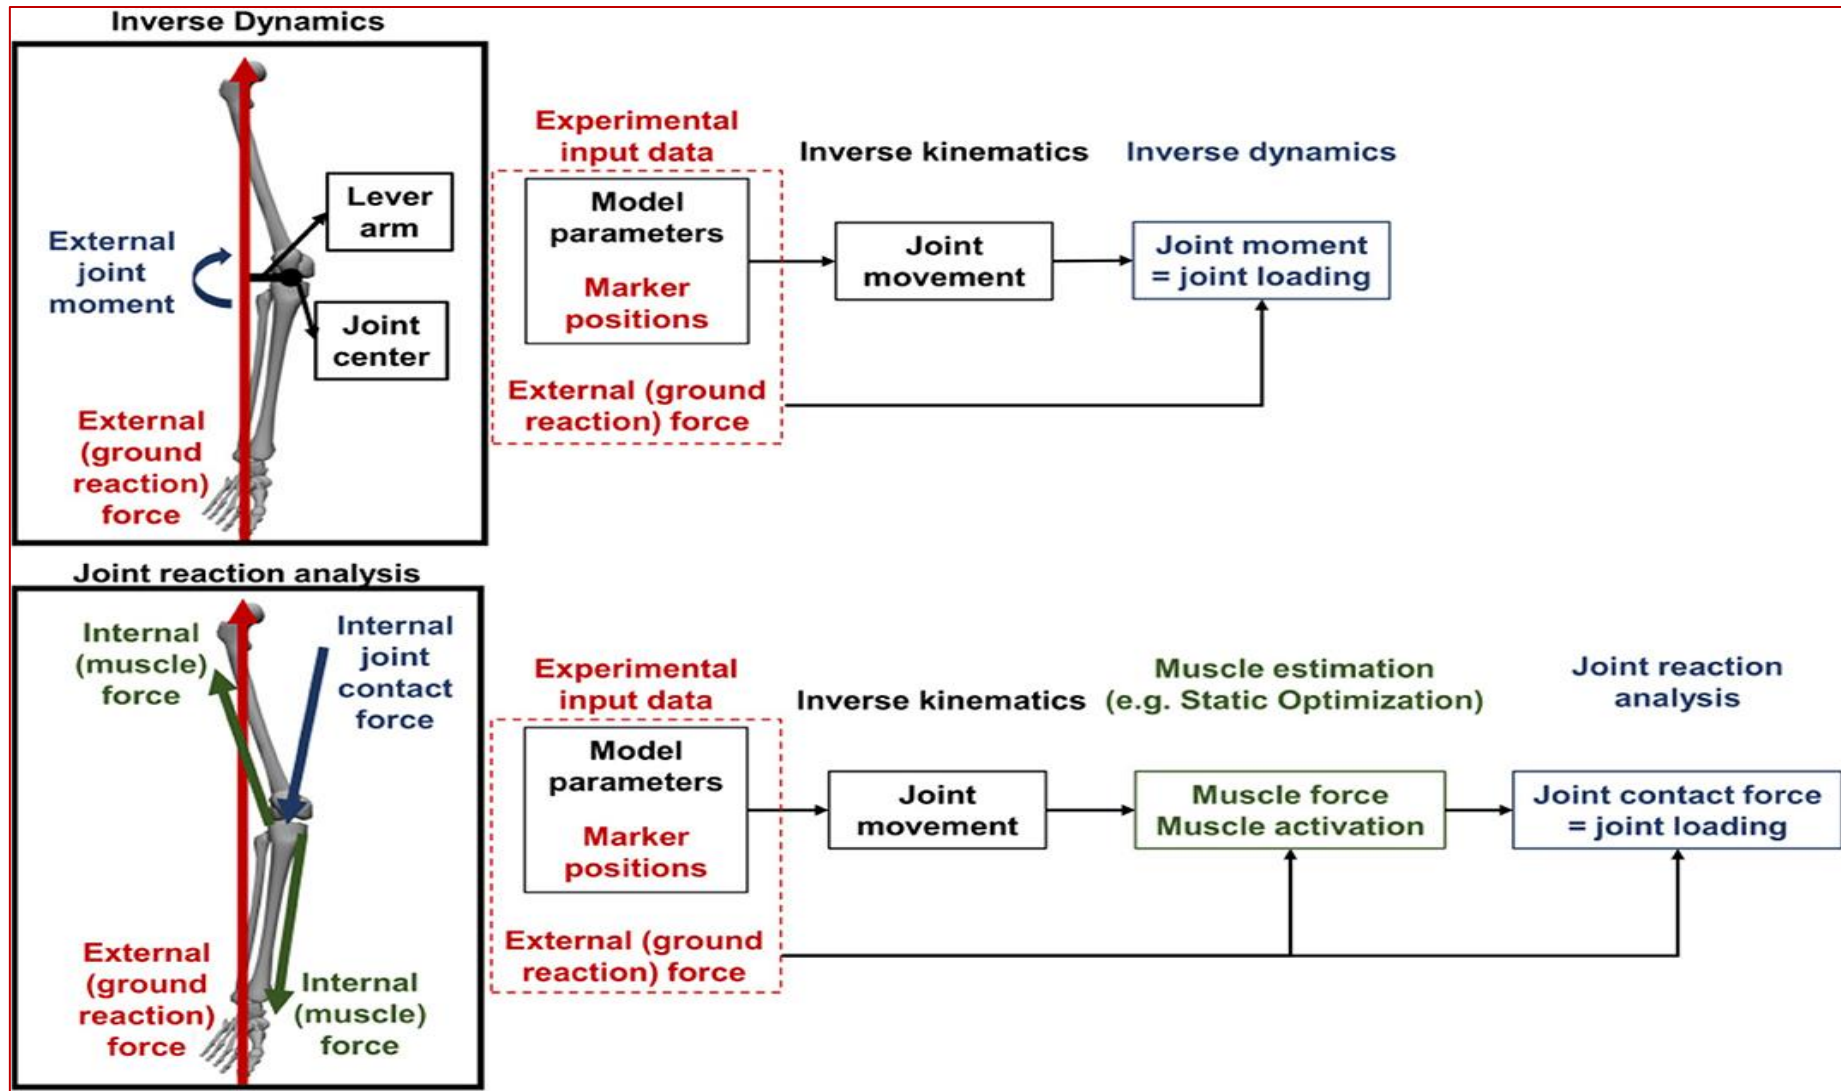 Inverse Dynamics
Lever
arm
External
joint
moment
Joint
center
External
(ground
reaction)
force
Experimental
input data
Inverse kinematics
Inverse dynamics
Model
parameters
Marker
positions
Joint
movement
Joint moment
= joint loading
External (ground
reaction) force
Joint reaction analysis
Internal
(muscle)
force
Internal
joint
contact
force
External
(ground
reaction)
force
Internal
(muscle)
force
Experimental
input data
Inverse kinematics
Muscle estimation
(e.g. Static Optimization)
Joint reaction
analysis
Model
parameters
Marker
positions
Joint
movement
Muscle force
Muscle activation
Joint contact force
= joint loading
External (ground
reaction) force